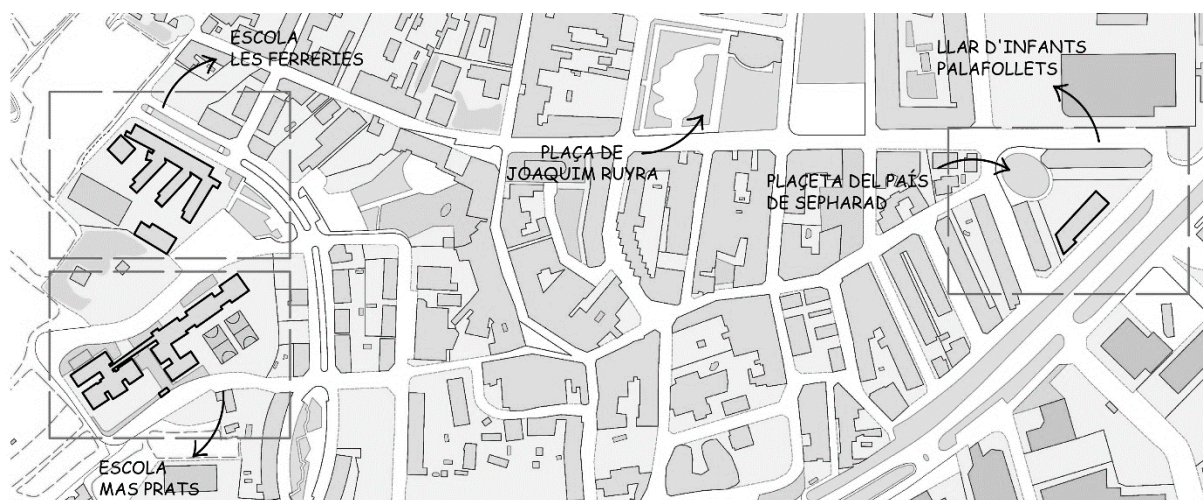 ESCOLA
LES FERRERIES
LLAR D'INFANTS
PALAFOLLETS
PLAÇA DE
JOAQUIM RUYRA
PLAÇETA DEL PAÍS
DE SEPHARAD
ESCOLA
MAS PRATS